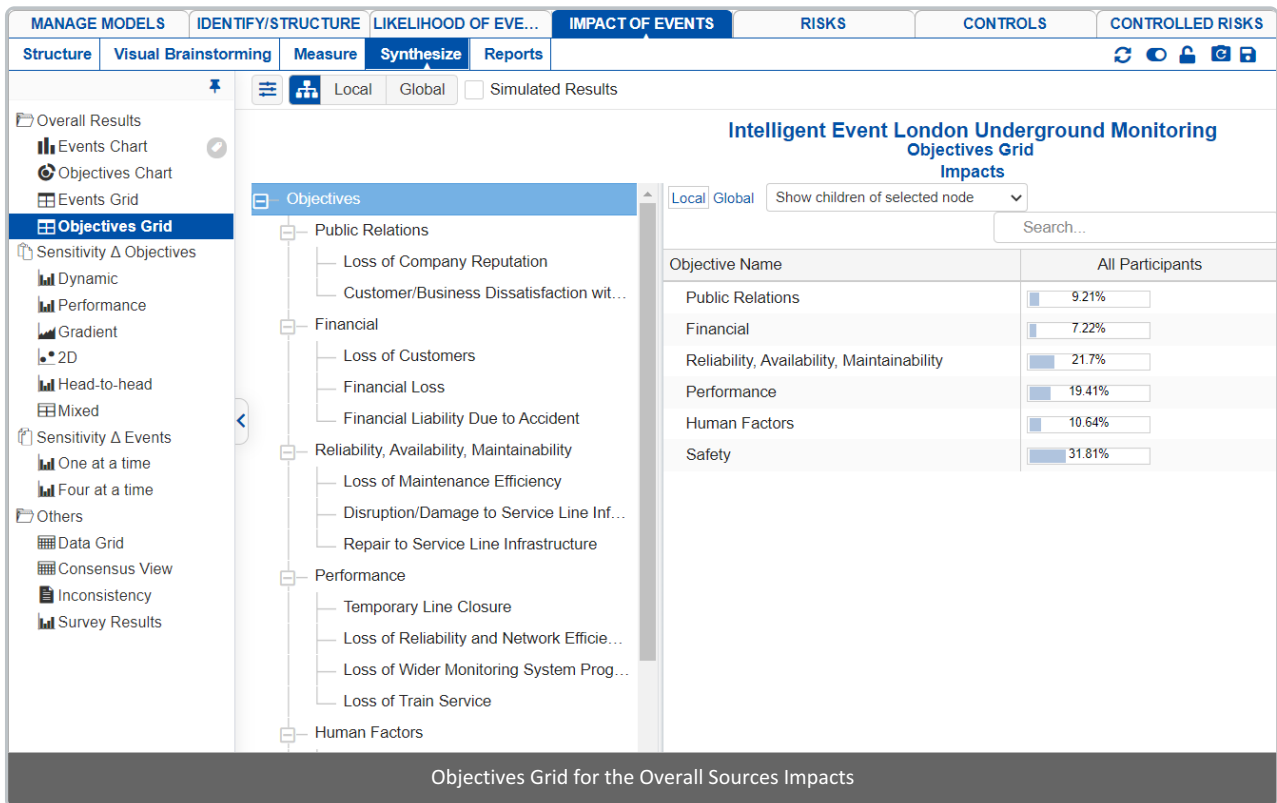 MANAGE MODELS IDENTIFY/STRUCTURE LIKELIHOOD OF EVE... IMPACT OF EVENTS RISKS CONTROLS CONTROLLED RISKS
Structure Visual Brainstorming Measure Synthesize Reports
Local Global Simulated Results
Overall Results
Events Chart
Objectives Chart
Events Grid
Objectives Grid
Sensitivity Δ Objectives
Dynamic
Performance
Gradient
2D
Head-to-head
Mixed
Sensitivity Δ Events
One at a time
Four at a time
Others
Data Grid
Consensus View
Inconsistency
Survey Results
Intelligent Event London Underground Monitoring
Objectives Grid
Impacts
Objectives
Public Relations
Loss of Company Reputation
Customer/Business Dissatisfaction wit...
Financial
Loss of Customers
Financial Loss
Financial Liability Due to Accident
Reliability, Availability, Maintainability
Loss of Maintenance Efficiency
Disruption/Damage to Service Line Inf...
Repair to Service Line Infrastructure
Performance
Temporary Line Closure
Loss of Reliability and Network Efficie...
Loss of Wider Monitoring System Prog...
Loss of Train Service
Human Factors
Local Global Show children of selected node
Search...
Objective Name All Participants
Public Relations 9.21%
Financial 7.22%
Reliability, Availability, Maintainability 21.7%
Performance 19.41%
Human Factors 10.64%
Safety 31.81%
Objectives Grid for the Overall Sources Impacts